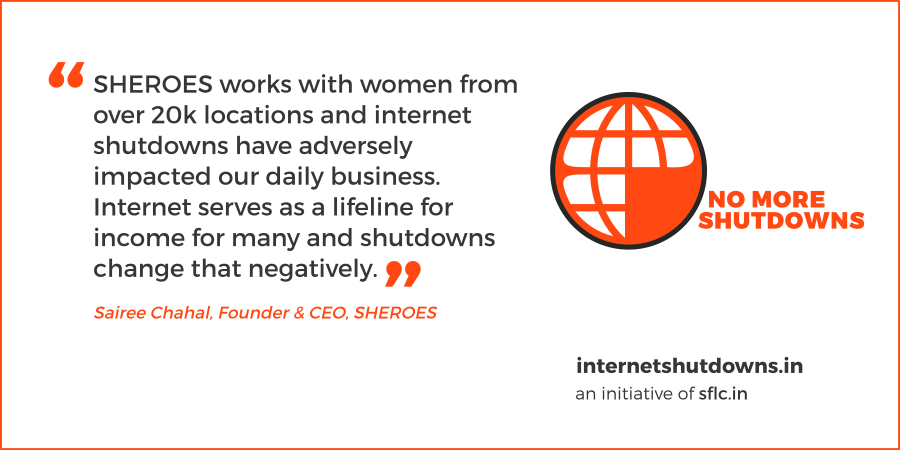 “ SHEROES works with women from
over 20k locations and internet
shutdowns have adversely
impacted our daily business.
Internet serves as a lifeline for
income for many and shutdowns
change that negatively. ”
Sairee Chahal, Founder & CEO, SHEROES
NO MORE
SHUTDOWNS
internetshutdowns.in
an initiative of sflc.in